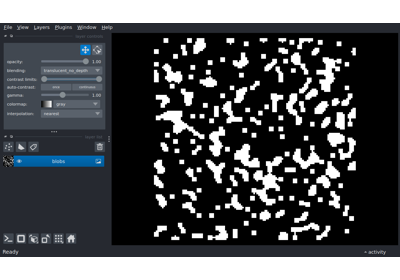 File View Layers Plugins Window Help
opacity: 1.00
blending: translucent_no_depth
contrast limits:
auto-contrast: once continuous
gamma: 1.00
colormap: gray
interpolation: nearest
blobs
Ready
activity